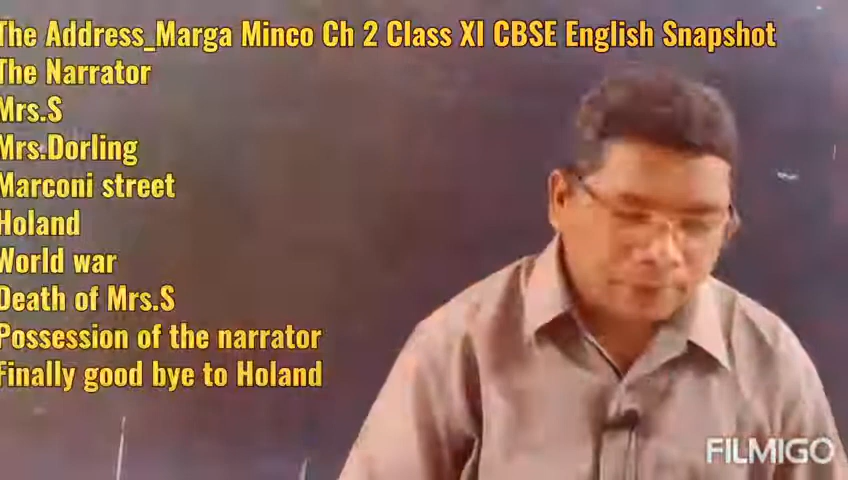 The Address_Marga Minco Ch 2 Class XI CBSE English Snapshot
The Narrator
Mrs.S
Mrs.Dorling
Marconi street
Holand
World war
Death of Mrs.S
Possession of the narrator
Finally good bye to Holand
FILMIGO